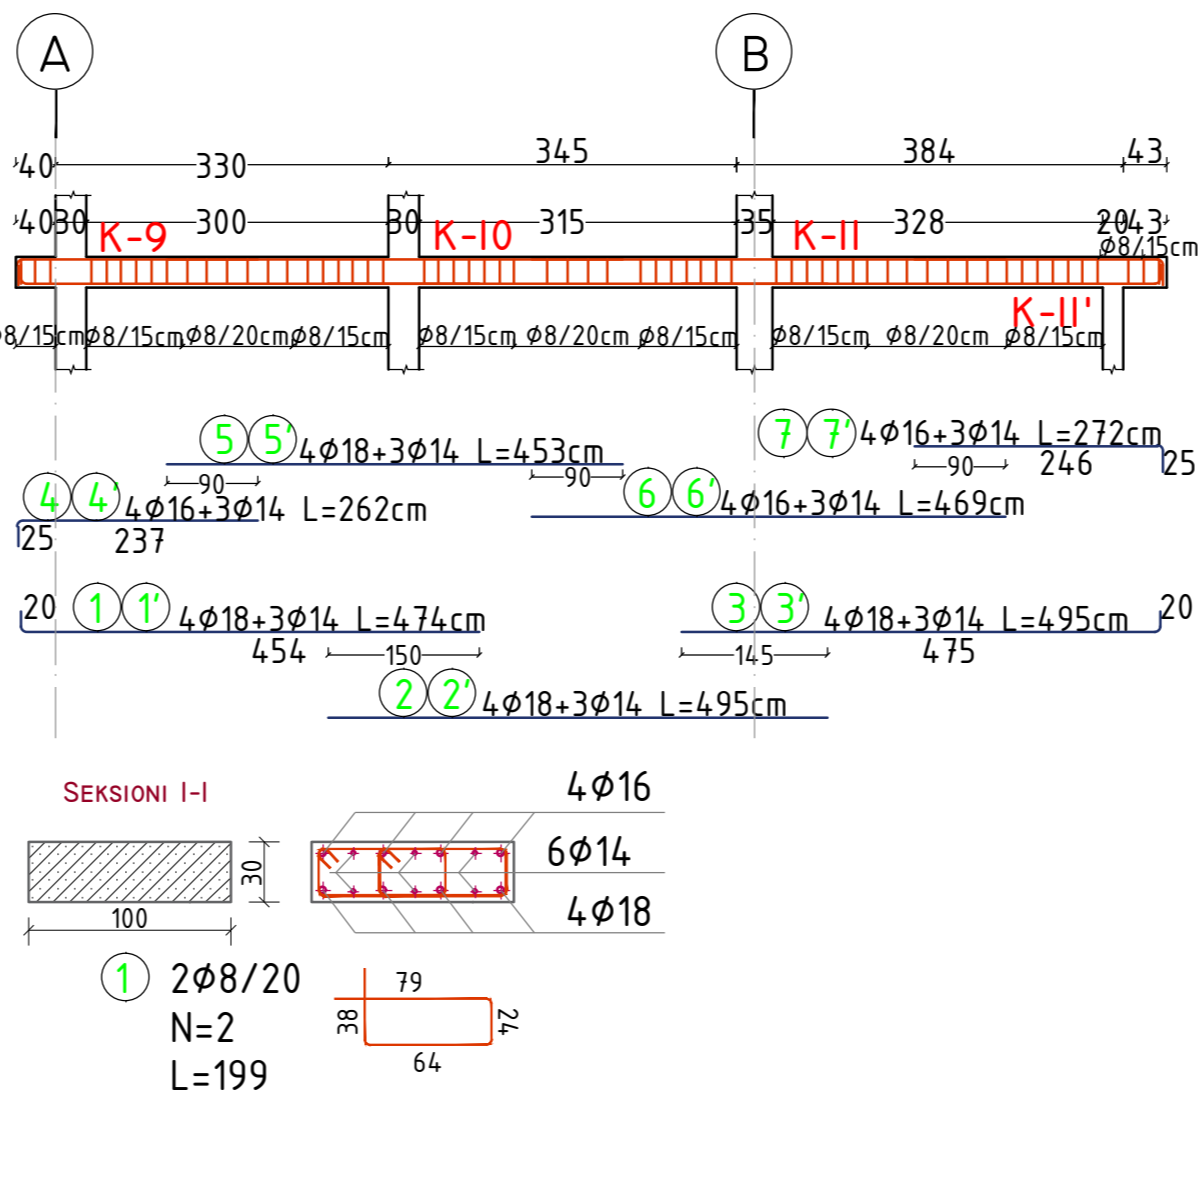 A B
40 330 345 384 43
40 30 300 30 315 35 328 20 43
K-9 K-10 K-11 Ø8/15cm
K-11'
Ø8/15cm Ø8/15cm Ø8/20cm Ø8/15cm Ø8/15cm Ø8/20cm Ø8/15cm Ø8/15cm Ø8/20cm Ø8/15cm
5 5' 4Ø18+3Ø14 L=453cm
90 90
7 7' 4Ø16+3Ø14 L=272cm
90 246 25
4 4' 4Ø16+3Ø14 L=262cm
25 237
6 6' 4Ø16+3Ø14 L=469cm
20 1 1' 4Ø18+3Ø14 L=474cm
454 150
3 3' 4Ø18+3Ø14 L=495cm 20
145 475
2 2' 4Ø18+3Ø14 L=495cm
SEKSIONI I-I
30
100
4Ø16
6Ø14
4Ø18
1 2Ø8/20
N=2
L=199
79
38 24
64